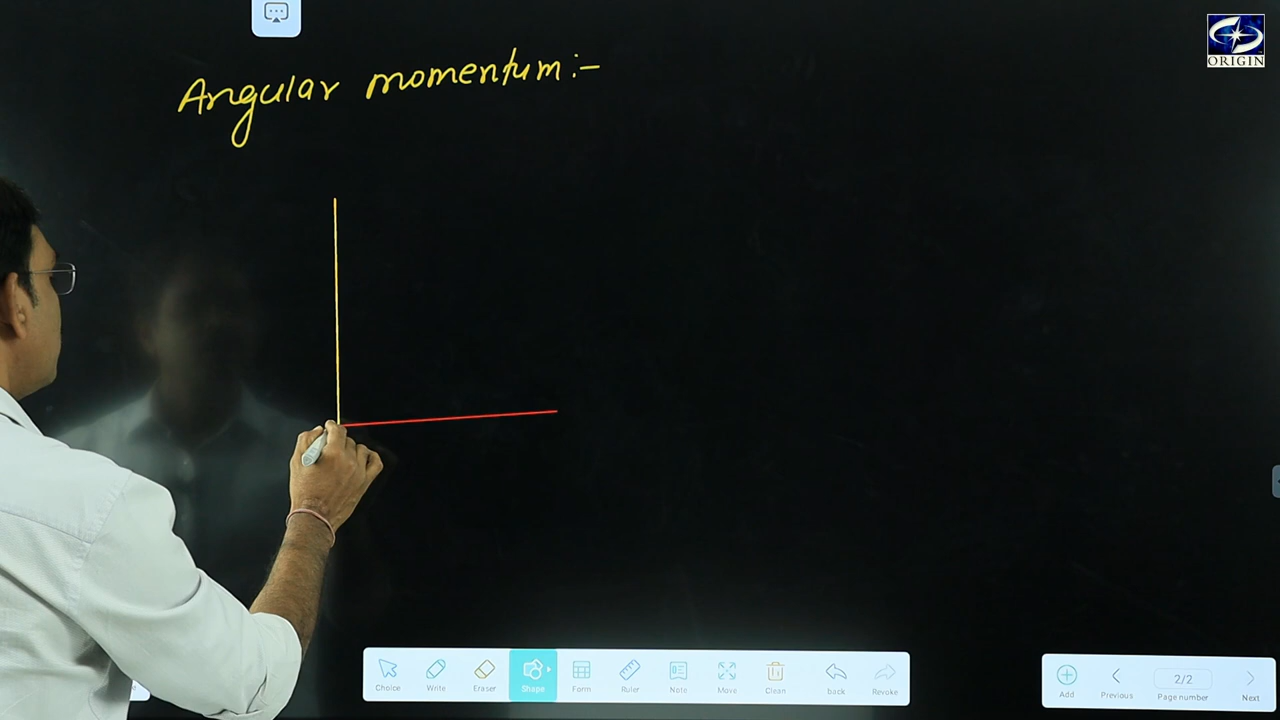 ORIGIN
Angular momentum:-
Choice Write Eraser Shape Form Ruler Note Move Clean back Revoke
Add Previous 2/2 Page number Next